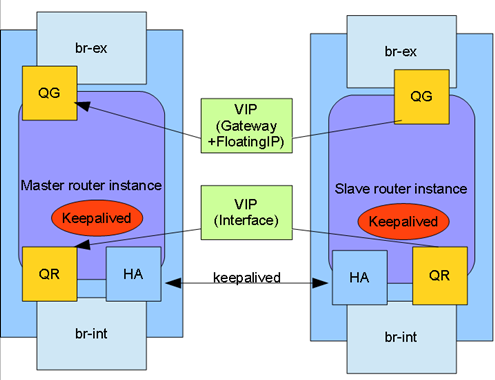 br-ex
br-ex
QG
QG
VIP
(Gateway
+FloatingIP)
Master router instance
Slave router instance
VIP
(Interface)
Keepalived
Keepalived
QR
HA
keepalived
HA
QR
br-int
br-int